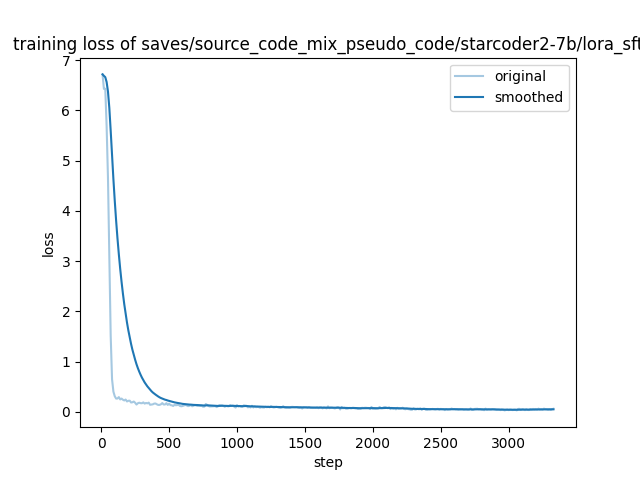 training loss of saves/source_code_mix_pseudo_code/starcoder2-7b/lora_sft
original
smoothed
7
6
5
4
3
2
1
0
loss
0 500 1000 1500 2000 2500 3000
step